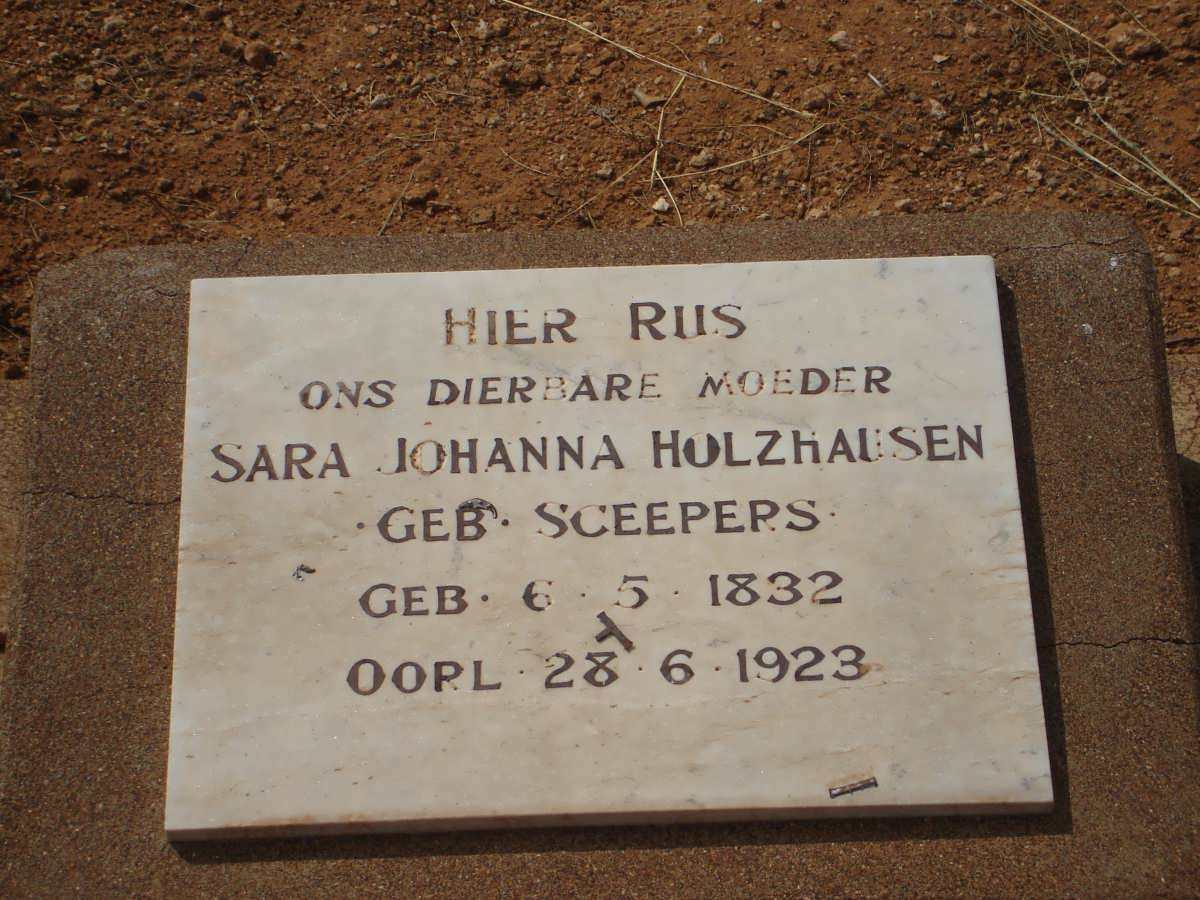 HIER RUS
ONS DIERBARE MOEDER
SARA JOHANNA HOLZHAUSEN
·GEB· SCEEPERS·
GEB· 6 · 5 · 1832
OORL · 28 · 6 · 1923